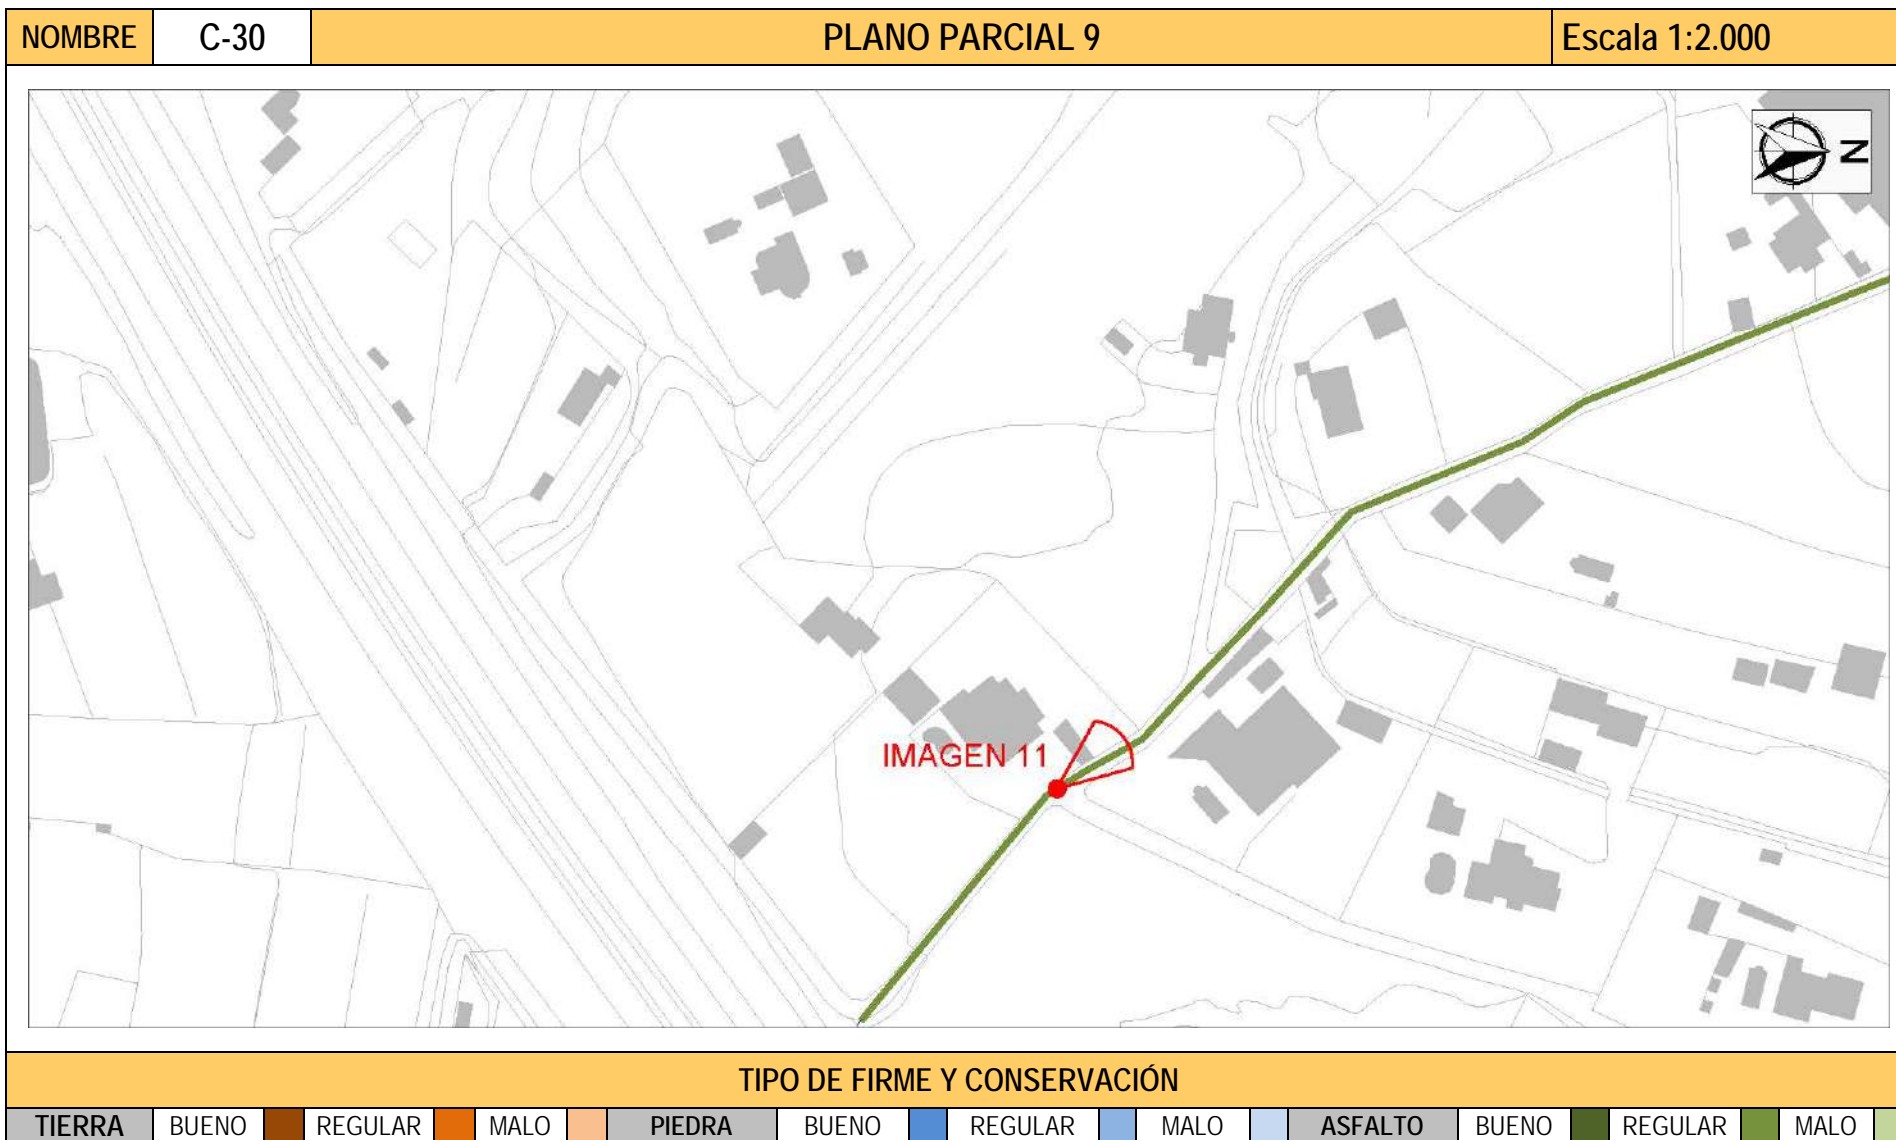 NOMBRE C-30 PLANO PARCIAL 9 Escala 1:2.000
N
IMAGEN 11
TIPO DE FIRME Y CONSERVACIÓN
TIERRA BUENO REGULAR MALO PIEDRA BUENO REGULAR MALO ASFALTO BUENO REGULAR MALO